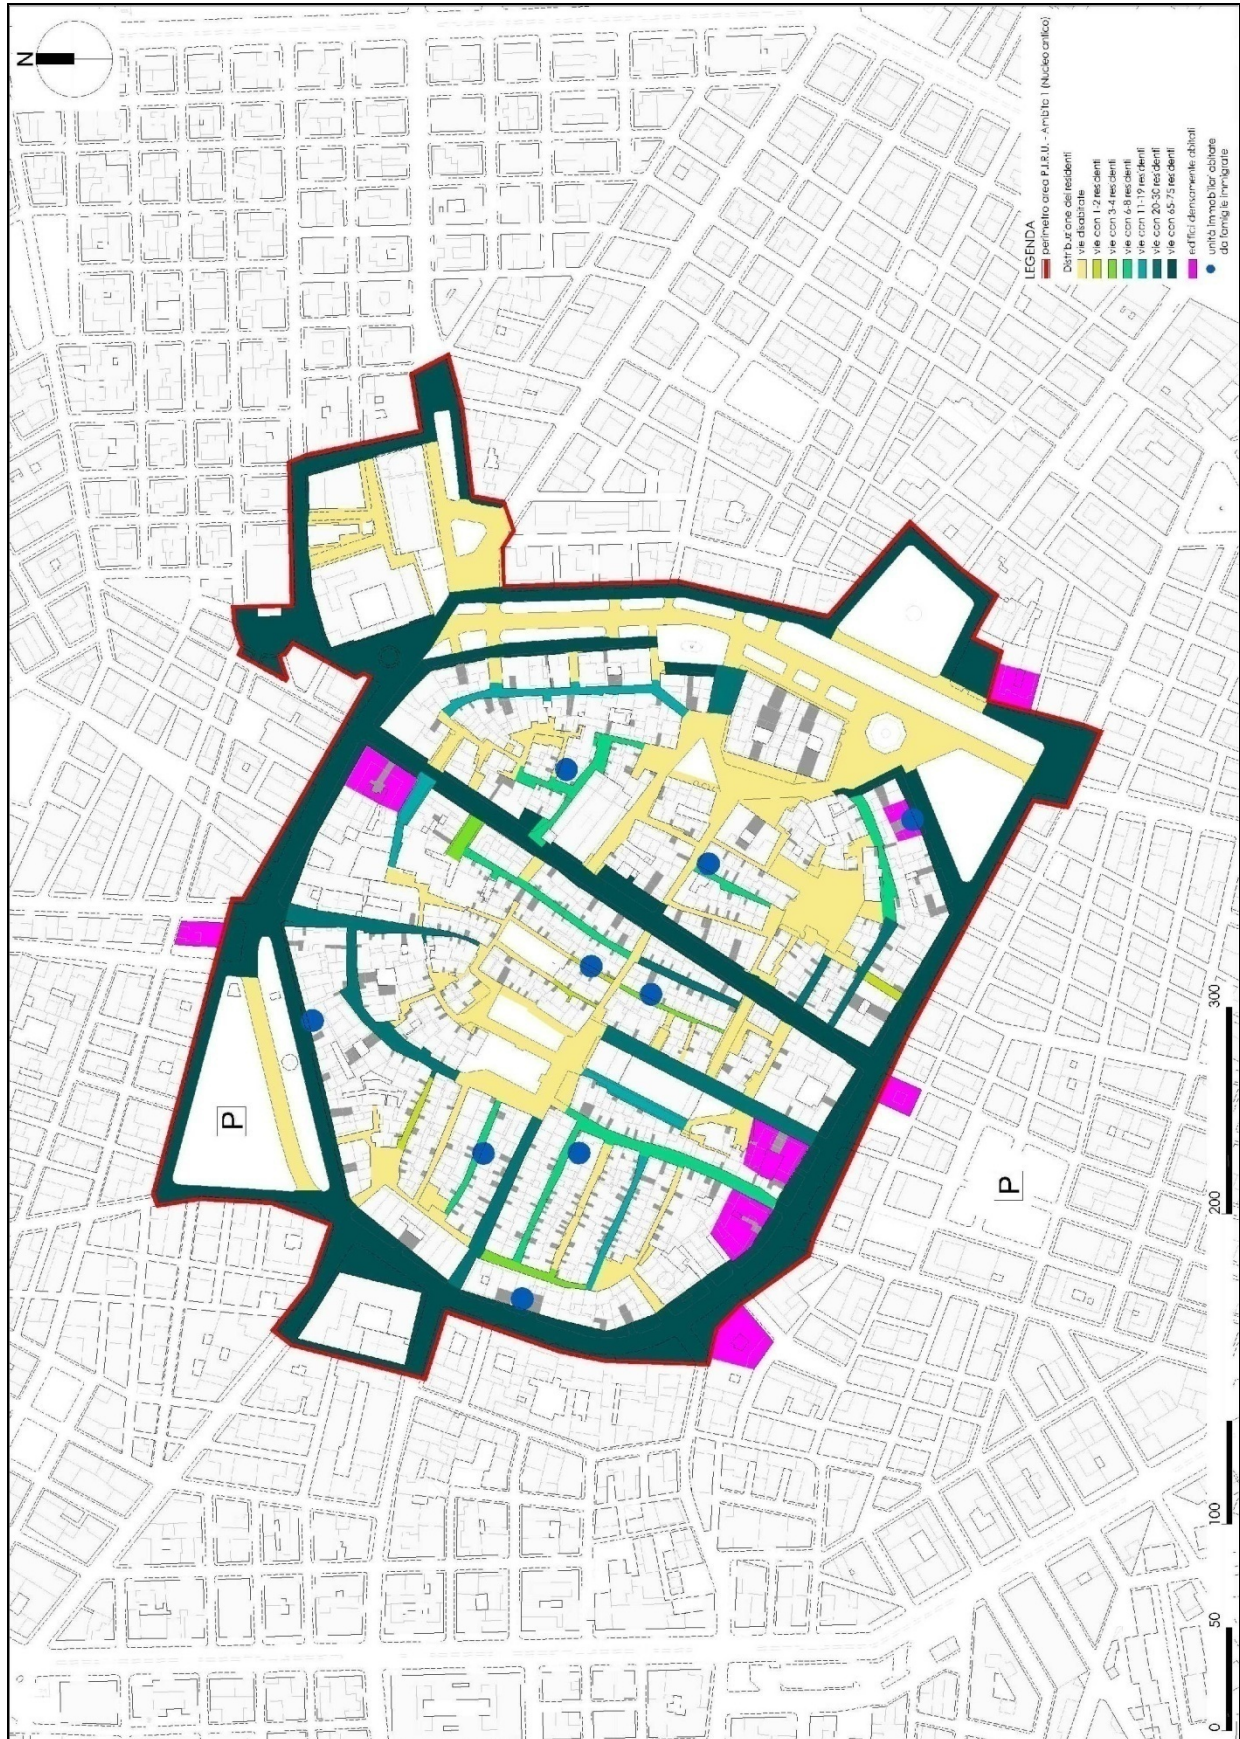 N
LEGENDA
perimetro area P.I.R.U. - Ambito 1 (Nucleo antico)
Distribuzione dei residenti
vie disabitate
vie con 1-2 residenti
vie con 3-4 residenti
vie con 6-8 residenti
vie con 11-19 residenti
vie con 20-30 residenti
vie con 65-75 residenti
edifici densamente abitati
unità immobiliari abitate
da famiglie immigrate
P
P
0 50 100 200 300